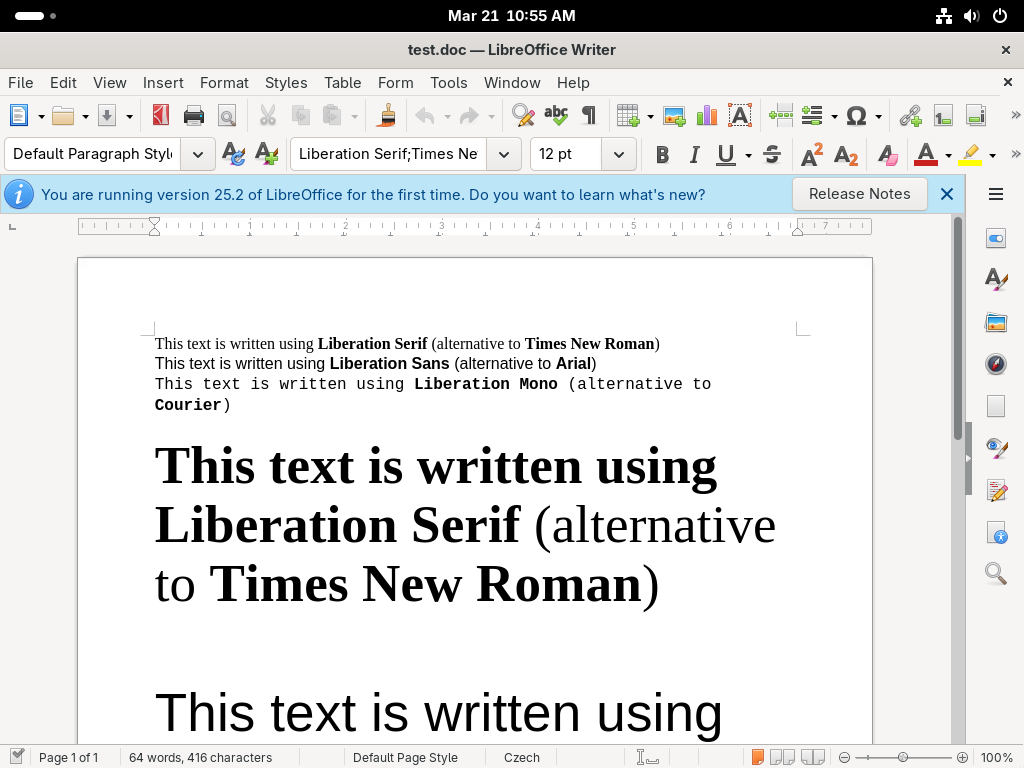 Mar 21  10:55 AM
test.doc — LibreOffice Writer
File Edit View Insert Format Styles Table Form Tools Window Help
Default Paragraph Style Liberation Serif;Times Ne 12 pt
You are running version 25.2 of LibreOffice for the first time. Do you want to learn what's new? Release Notes
1 2 3 4 5 6 7
This text is written using Liberation Serif (alternative to Times New Roman)
This text is written using Liberation Sans (alternative to Arial)
This text is written using Liberation Mono (alternative to
Courier)
This text is written using
Liberation Serif (alternative
to Times New Roman)
This text is written using
Page 1 of 1 64 words, 416 characters Default Page Style Czech 100%